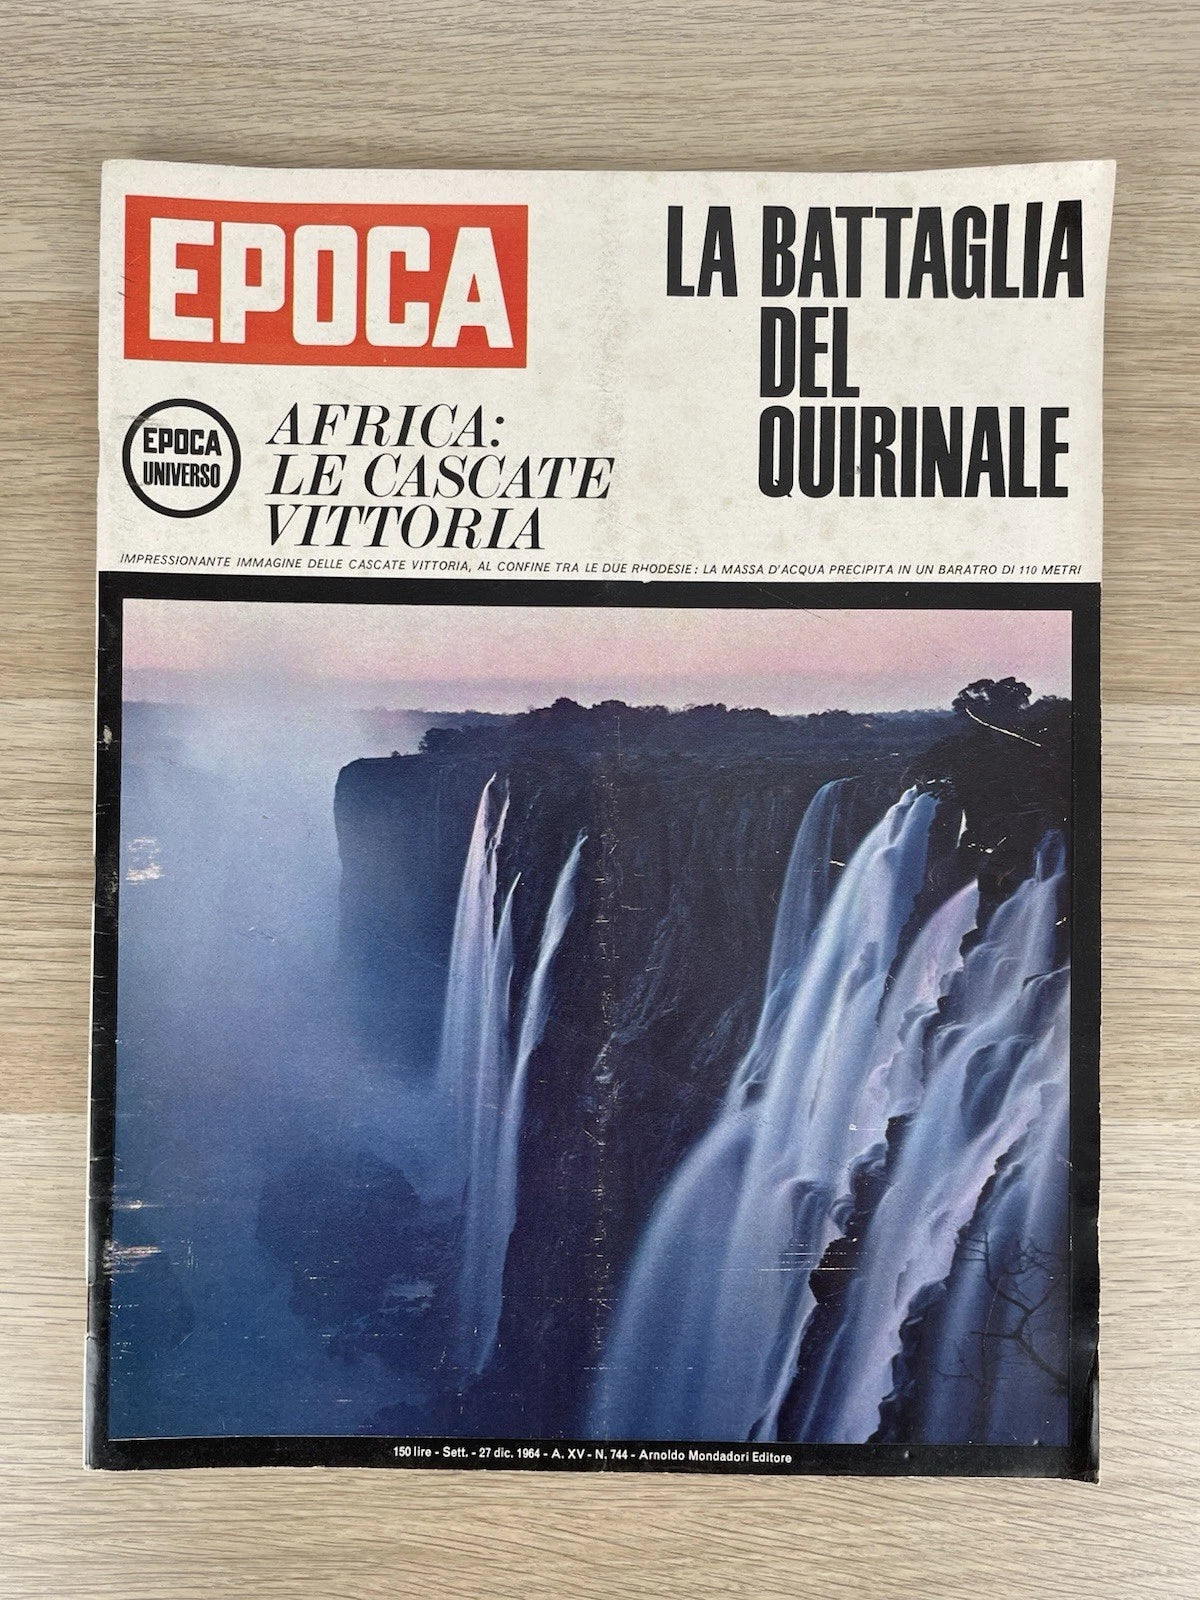 EPOCA
LA BATTAGLIA
DEL
QUIRINALE
EPOCA
UNIVERSO
AFRICA:
LE CASCATE
VITTORIA
IMPRESSIONANTE IMMAGINE DELLE CASCATE VITTORIA, AL CONFINE TRA LE DUE RHODESIE: LA MASSA D'ACQUA PRECIPITA IN UN BARATRO DI 110 METRI
150 lire - Sett. - 27 dic. 1964 - A. XV - N. 744 - Arnoldo Mondadori Editore